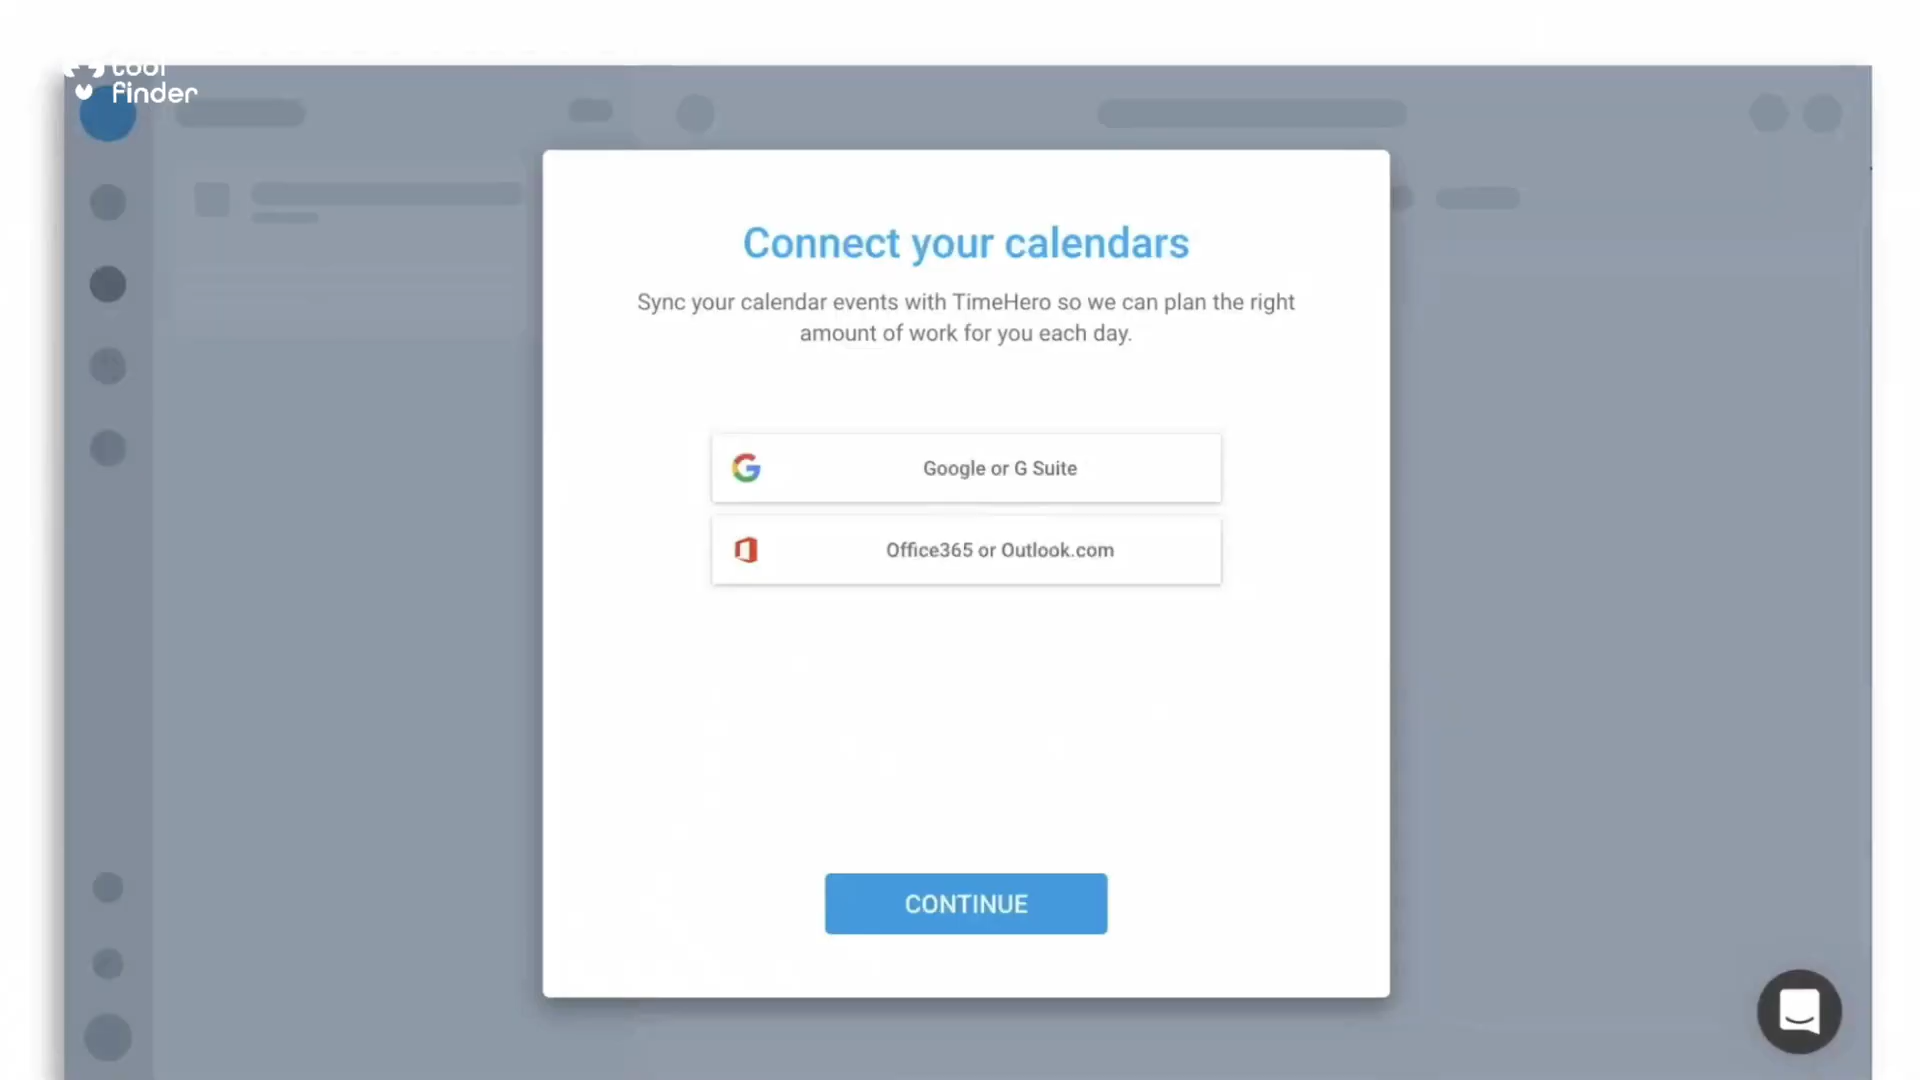 tool
finder
Connect your calendars
Sync your calendar events with TimeHero so we can plan the right
amount of work for you each day.
Google or G Suite
Office365 or Outlook.com
CONTINUE